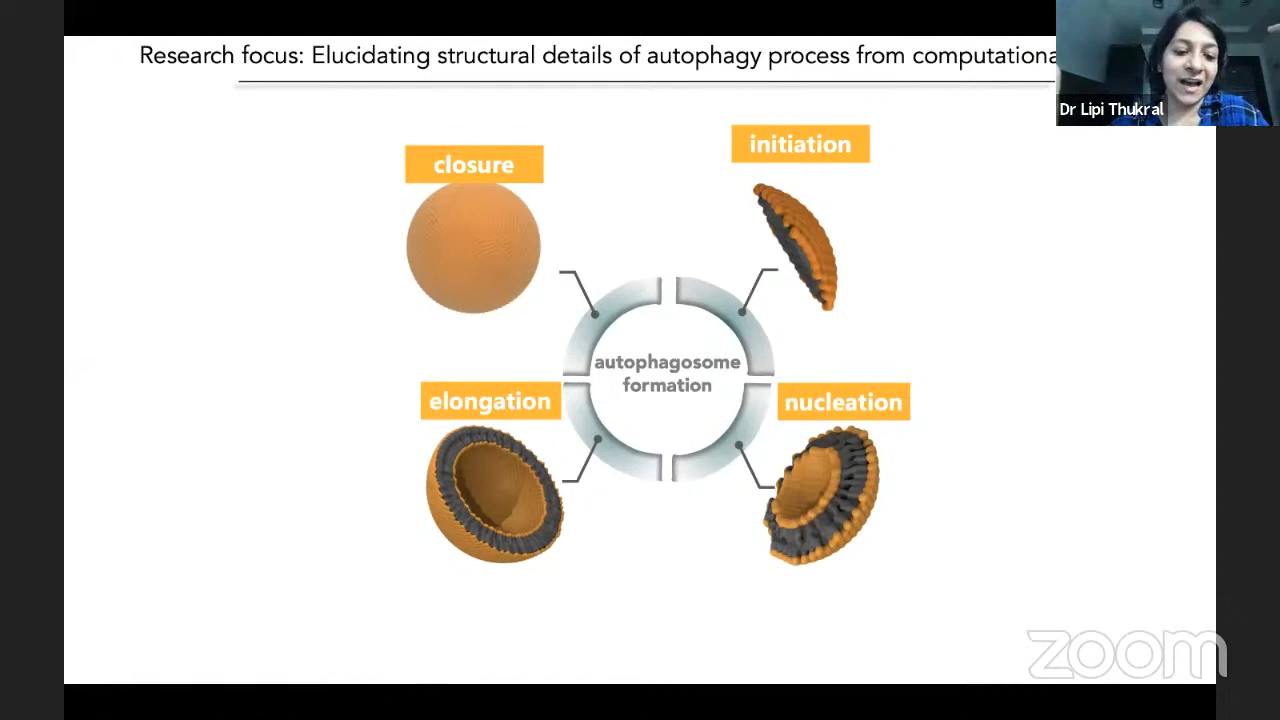 Research focus: Elucidating structural details of autophagy process from computationa
Dr Lipi Thukral
closure
initiation
autophagosome
formation
elongation
nucleation
zoom